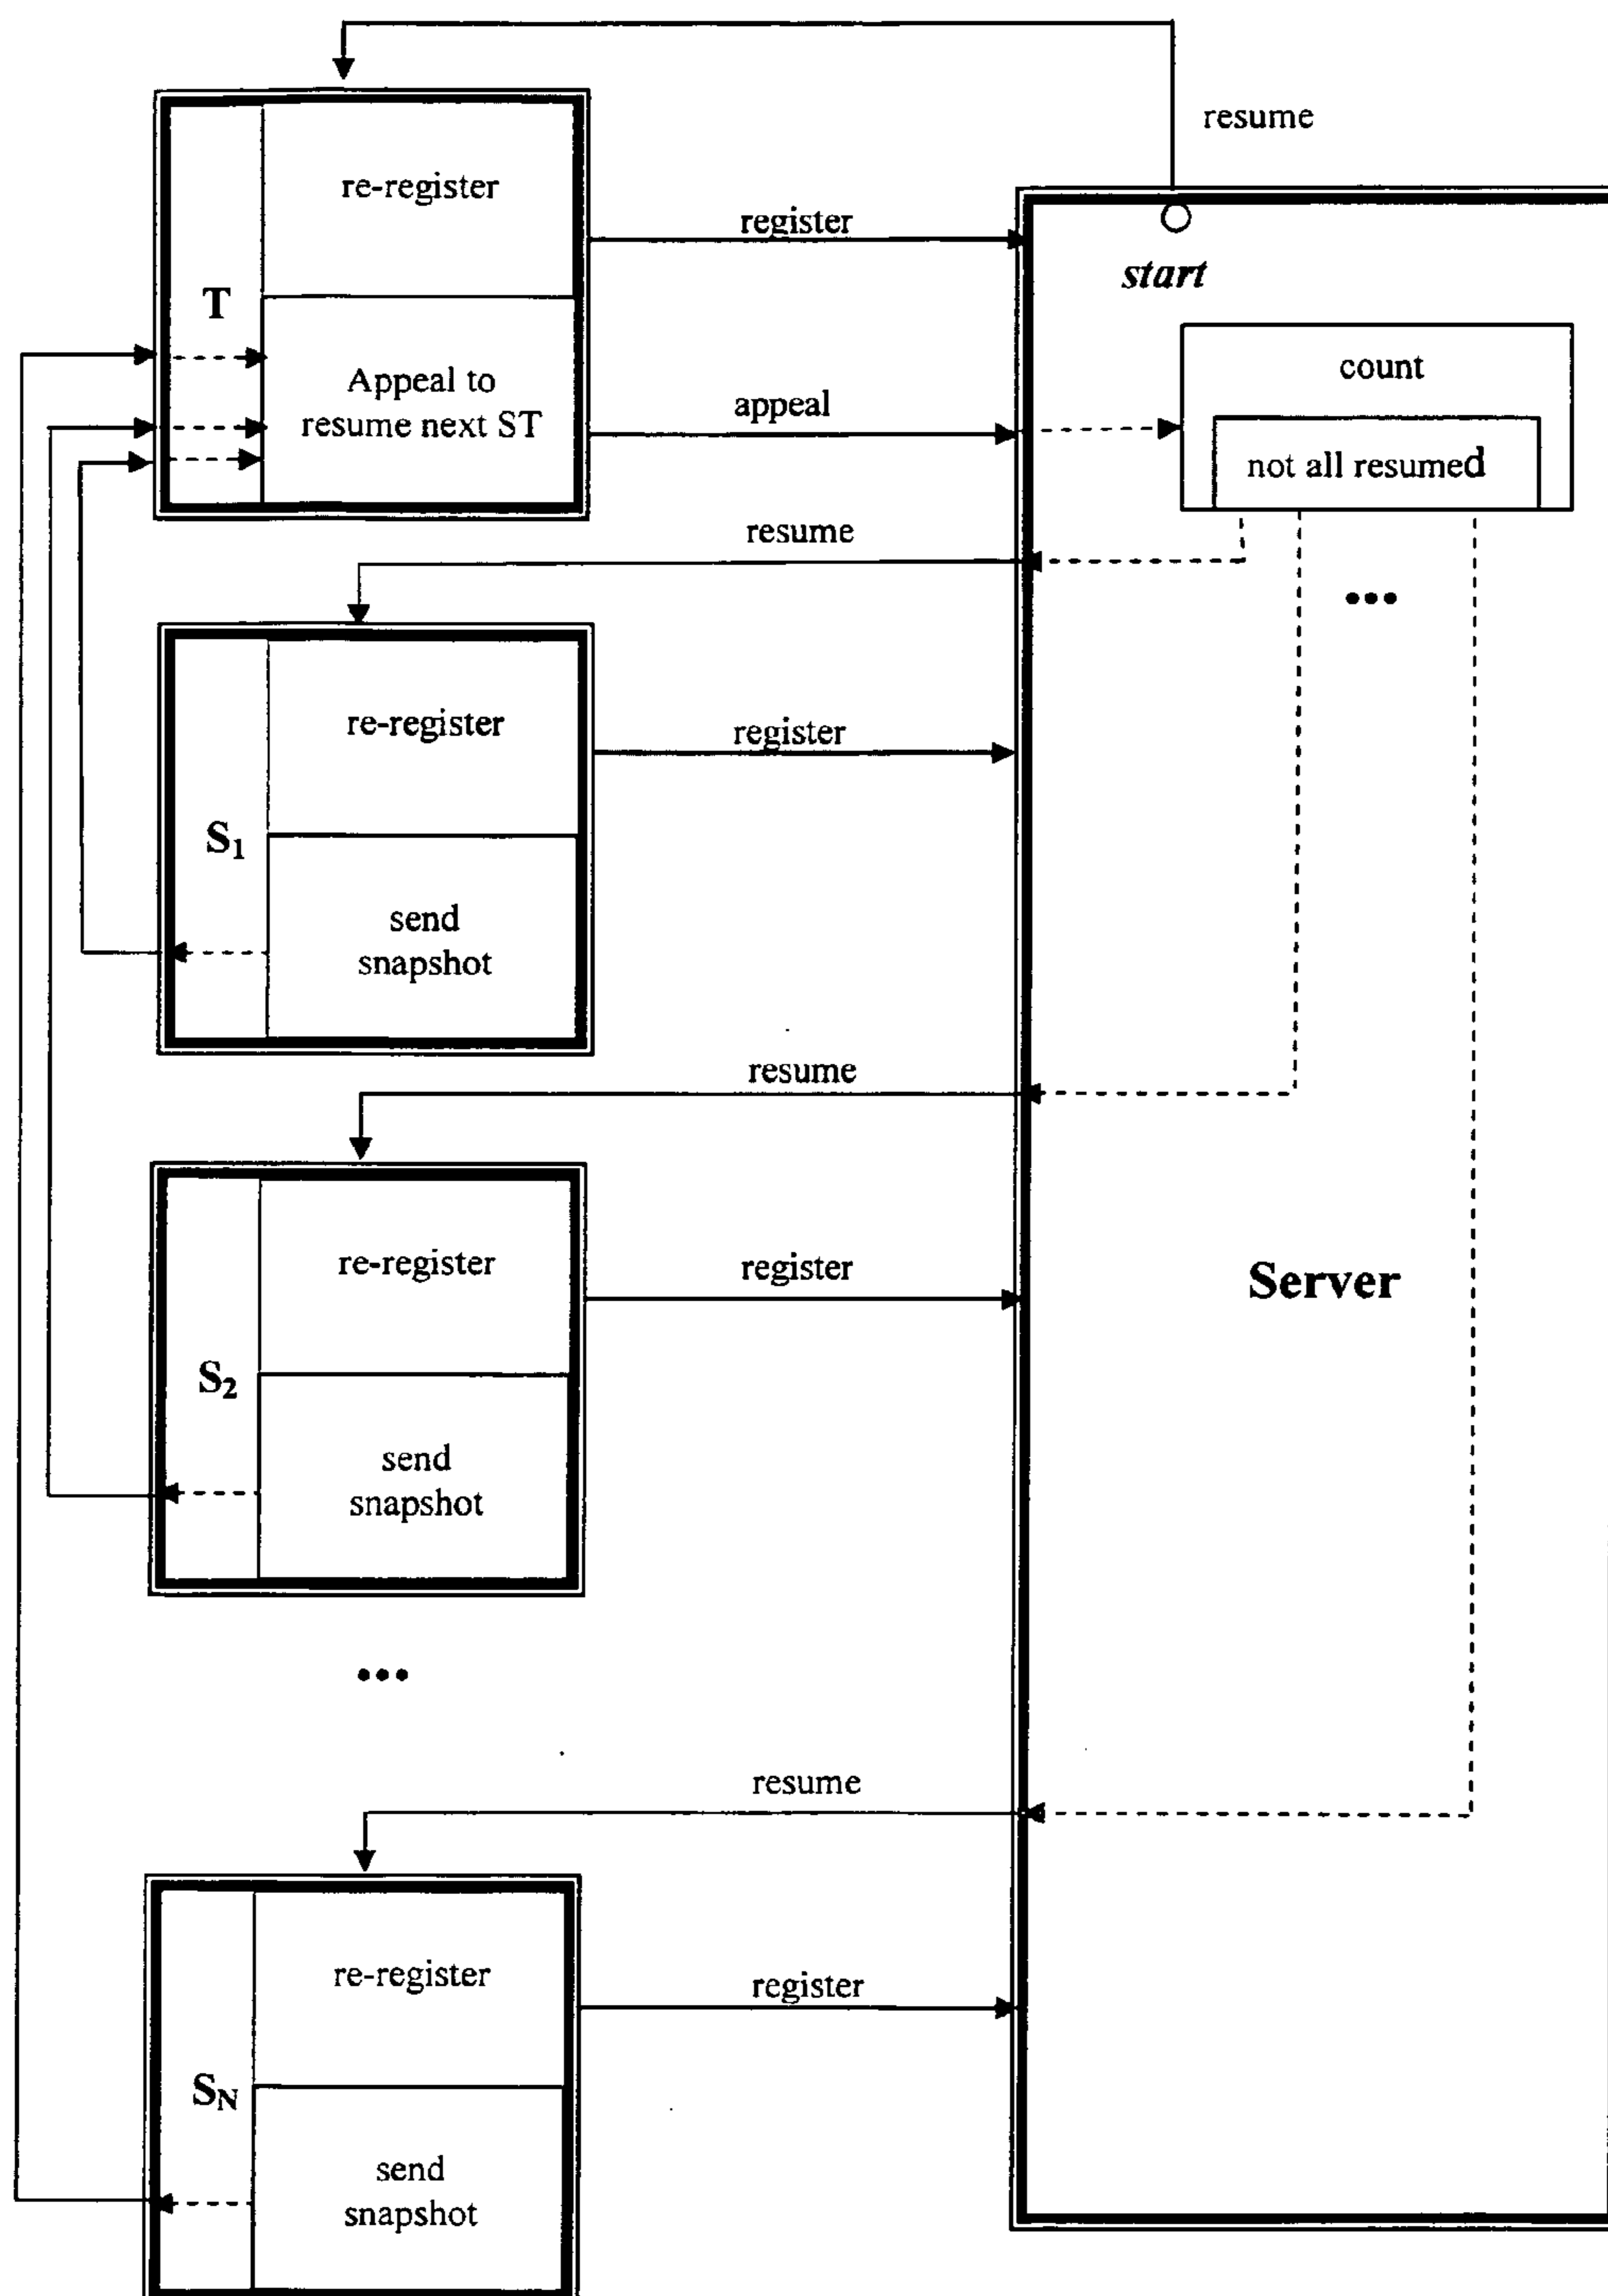 resume
re-register
register
start
T
count
Appeal to
resume next ST
appeal
not all resumed
resume
re-register
register
S₁
send
snapshot
resume
re-register
register
Server
S₂
send
snapshot
•••
resume
re-register
register
S_N
send
snapshot